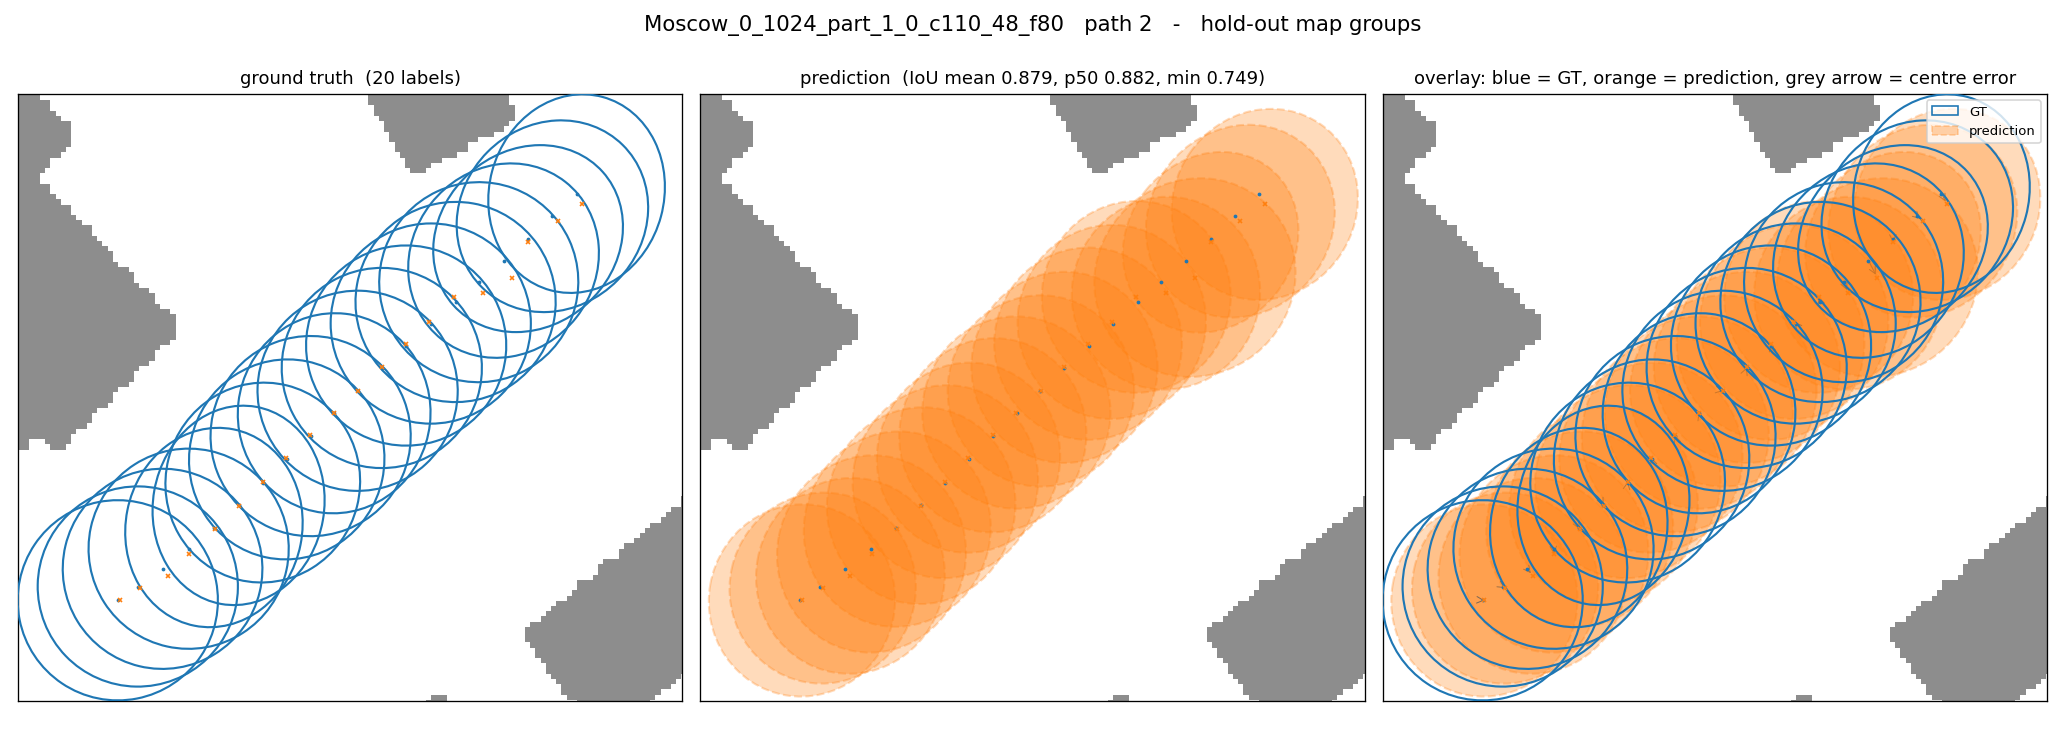 Moscow_0_1024_part_1_0_c110_48_f80 path 2 - hold-out map groups
ground truth (20 labels)
prediction (IoU mean 0.879, p50 0.882, min 0.749)
overlay: blue = GT, orange = prediction, grey arrow = centre error
GT
prediction